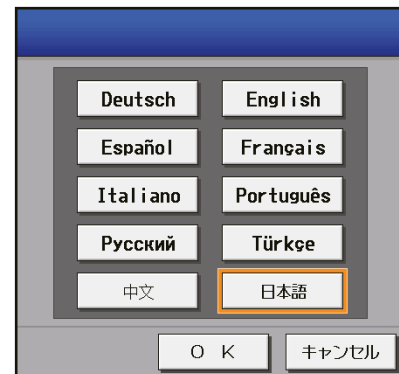 Deutsch English
Español Français
Italiano Português
Русский Türkçe
中文 日本語
O K キャンセル